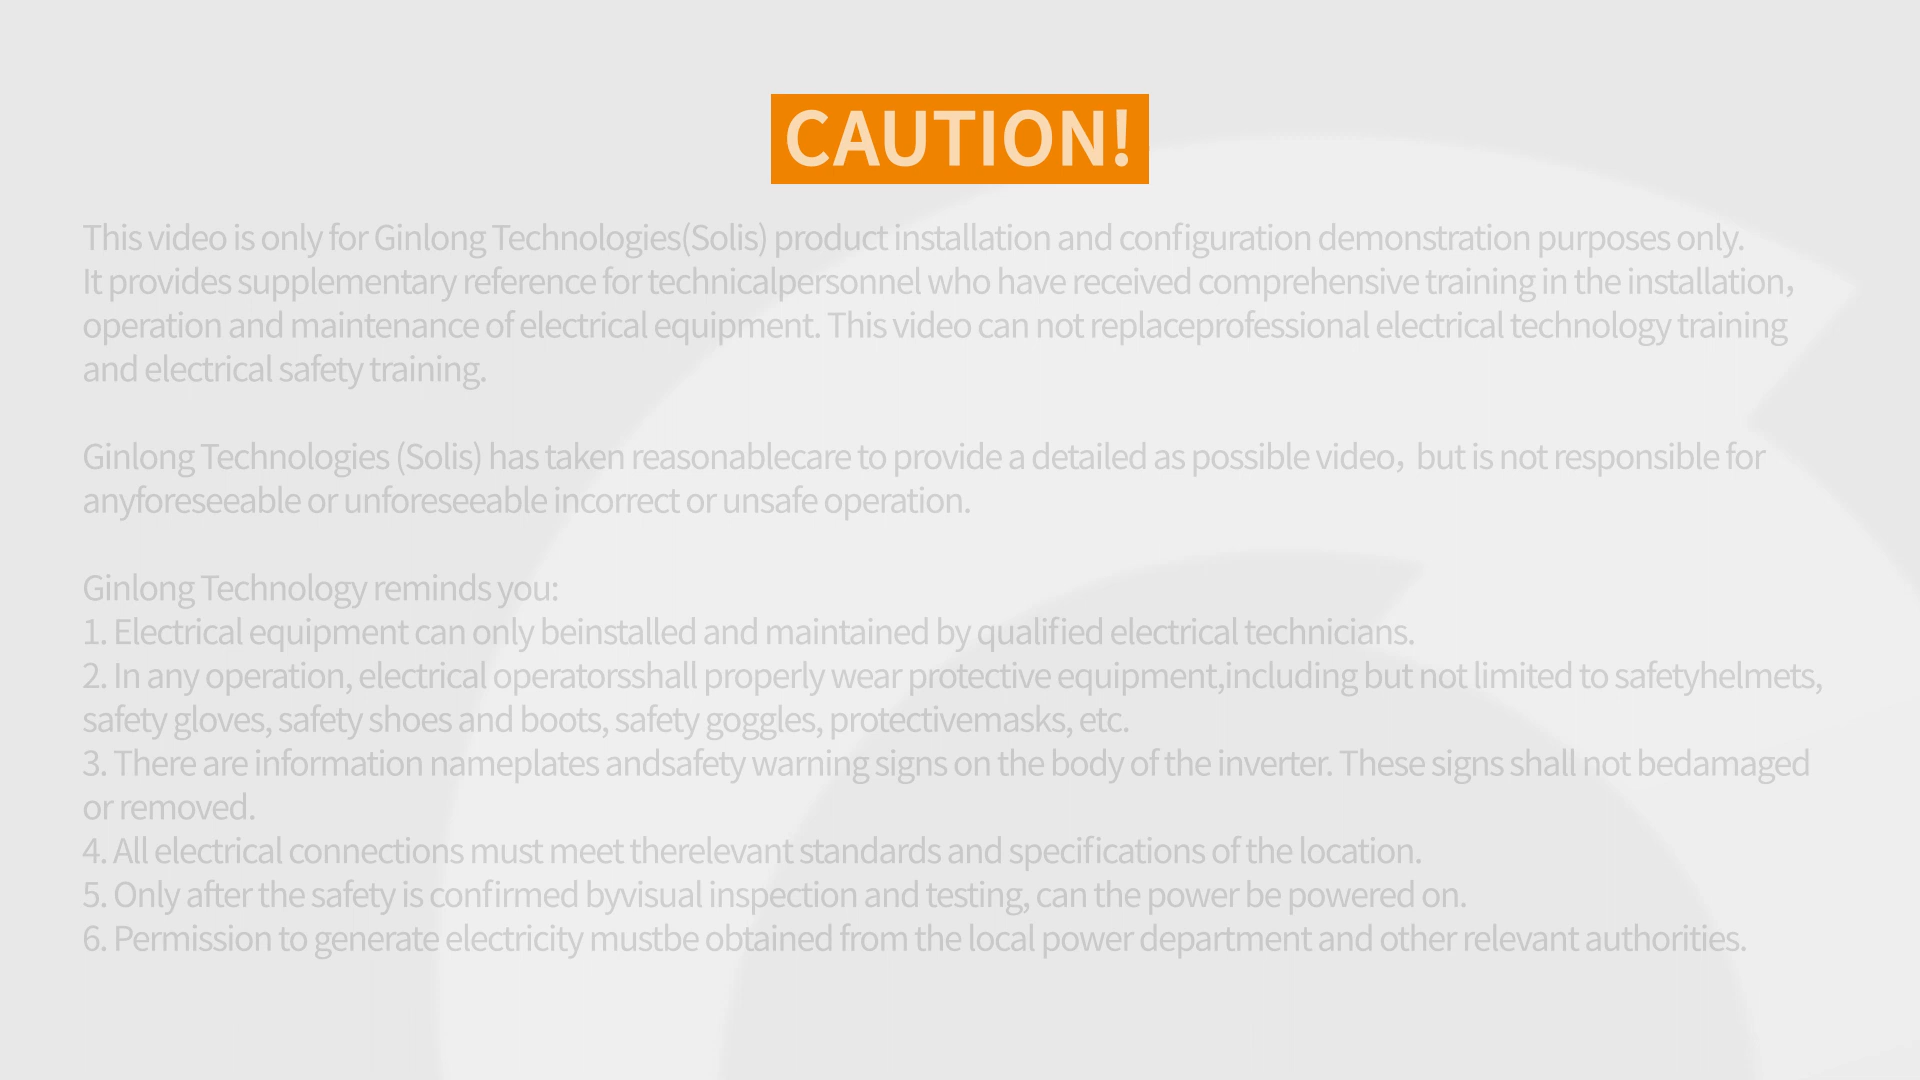 CAUTION!
This video is only for Ginlong Technologies(Solis) product installation and configuration demonstration purposes only.
It provides supplementary reference for technicalpersonnel who have received comprehensive training in the installation，
operation and maintenance of electrical equipment. This video can not replaceprofessional electrical technology training
and electrical safety training.
Ginlong Technologies (Solis) has taken reasonablecare to provide a detailed as possible video，but is not responsible for
anyforeseeable or unforeseeable incorrect or unsafe operation.
Ginlong Technology reminds you:
1. Electrical equipment can only beinstalled and maintained by qualified electrical technicians.
2. In any operation, electrical operatorsshall properly wear protective equipment,including but not limited to safetyhelmets,
safety gloves, safety shoes and boots, safety goggles, protectivemasks, etc.
3. There are information nameplates andsafety warning signs on the body of the inverter. These signs shall not bedamaged
or removed.
4. All electrical connections must meet therelevant standards and specifications of the location.
5. Only after the safety is confirmed byvisual inspection and testing, can the power be powered on.
6. Permission to generate electricity mustbe obtained from the local power department and other relevant authorities.